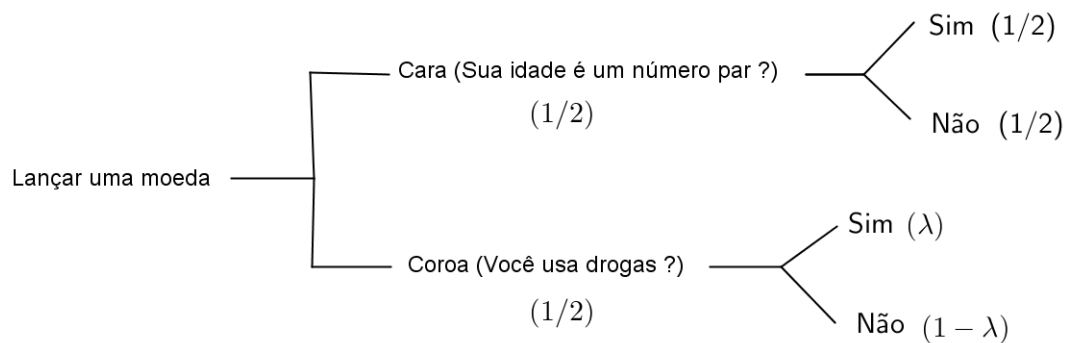 Sim (1/2)
Cara (Sua idade é um número par ?)
(1/2)
Não (1/2)
Lançar uma moeda
Sim (λ)
Coroa (Você usa drogas ?)
(1/2)
Não (1 − λ)